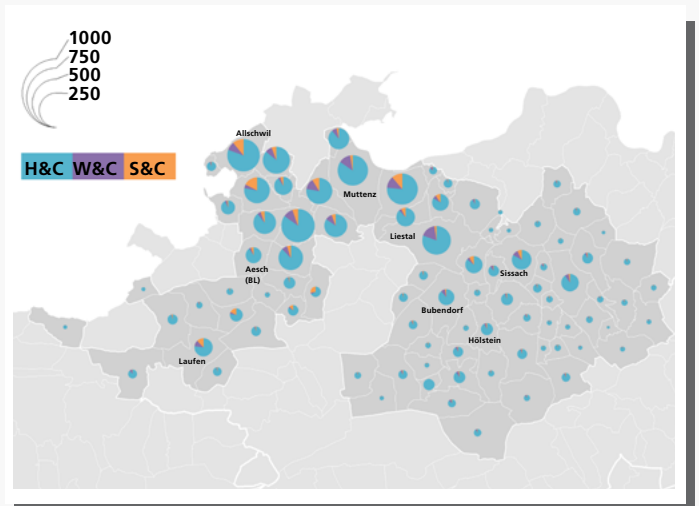 1000
750
500
250
H&C W&C S&C
Allschwil
Muttenz
Liestal
Aesch
(BL)
Sissach
Bubendorf
Hölstein
Laufen